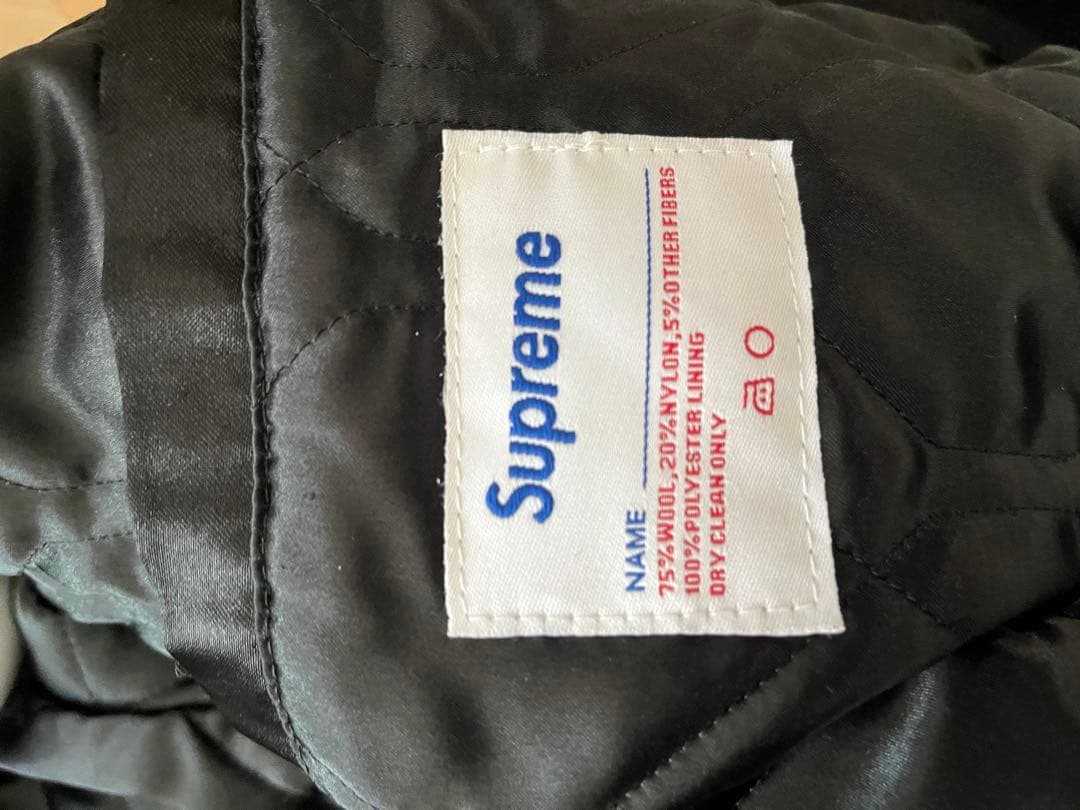 Supreme
NAME
75%WOOL,20%NYLON,5%OTHER FIBERS
100%POLYESTER LINING
DRY CLEAN ONLY